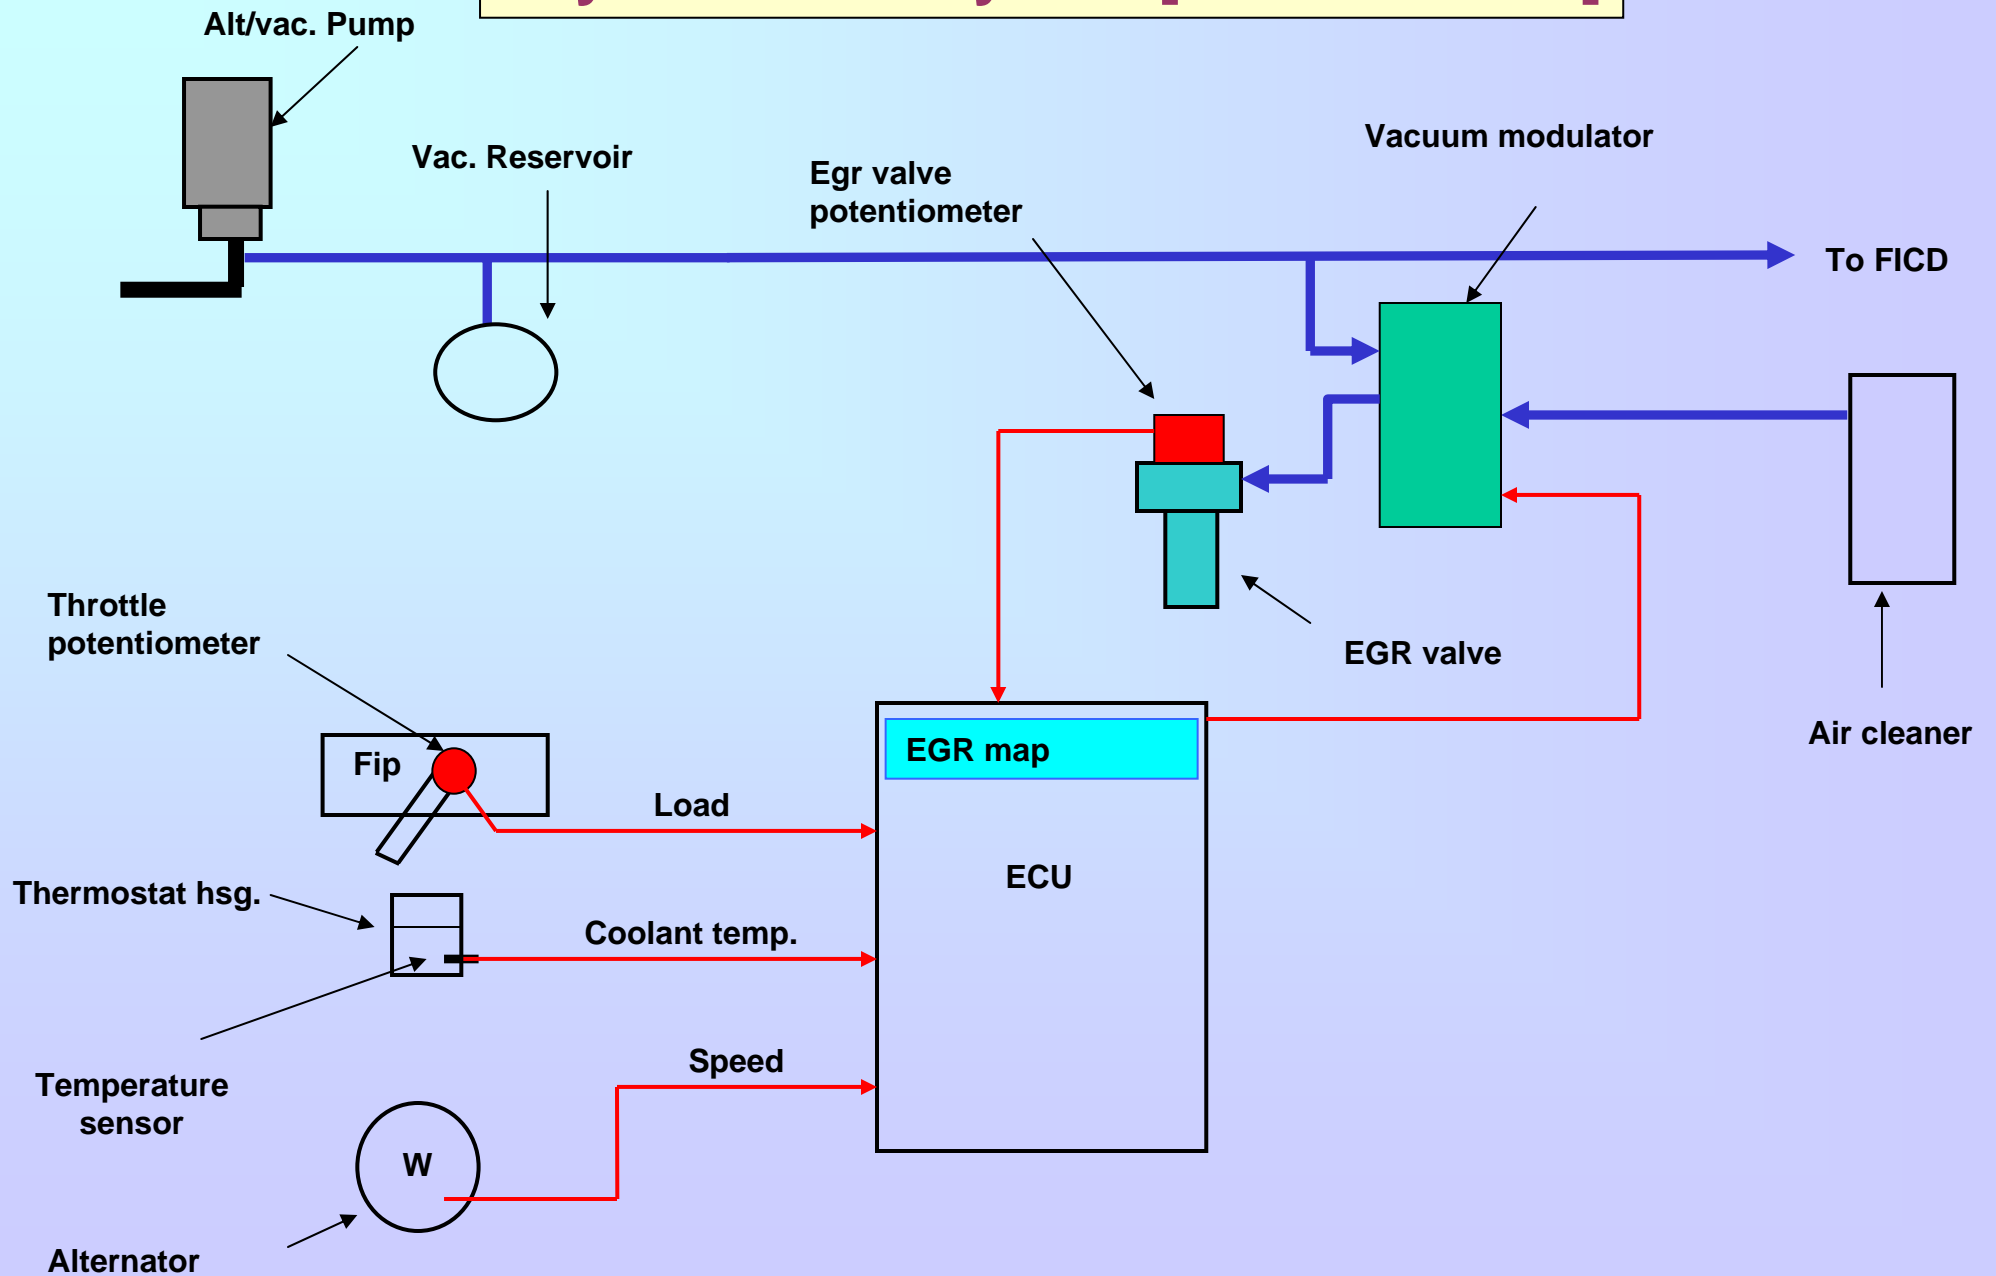 Alt/vac. Pump
Vac. Reservoir
Egr valve
potentiometer
Vacuum modulator
To FICD
Throttle
potentiometer
EGR valve
Air cleaner
Fip
EGR map
Load
ECU
Thermostat hsg.
Coolant temp.
Temperature
sensor
Speed
W
Alternator